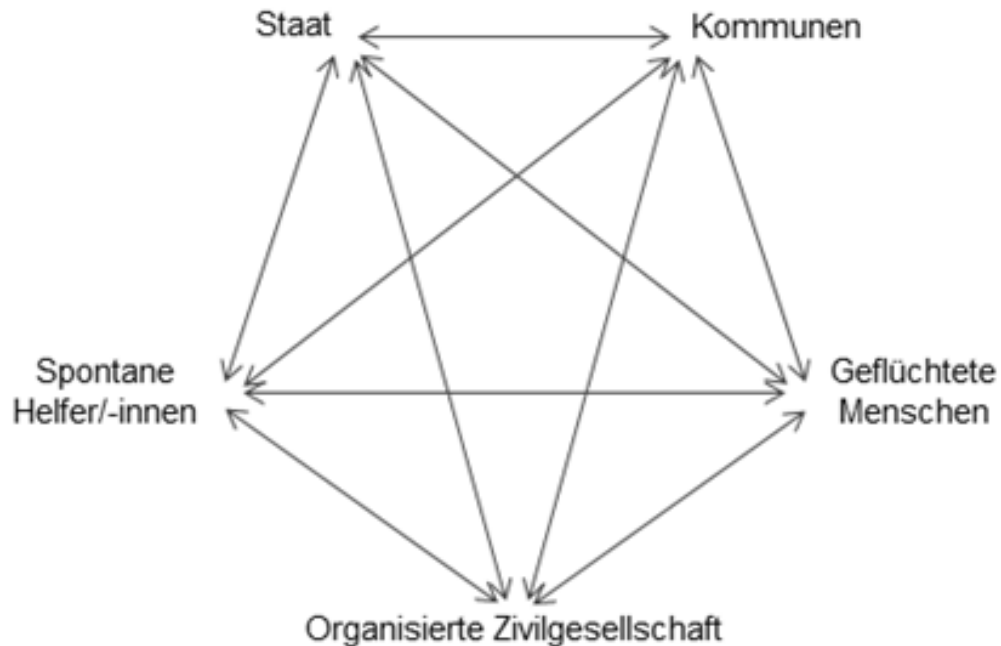 Staat
Kommunen
Spontane
Helfer/-innen
Geflüchtete
Menschen
Organisierte Zivilgesellschaft